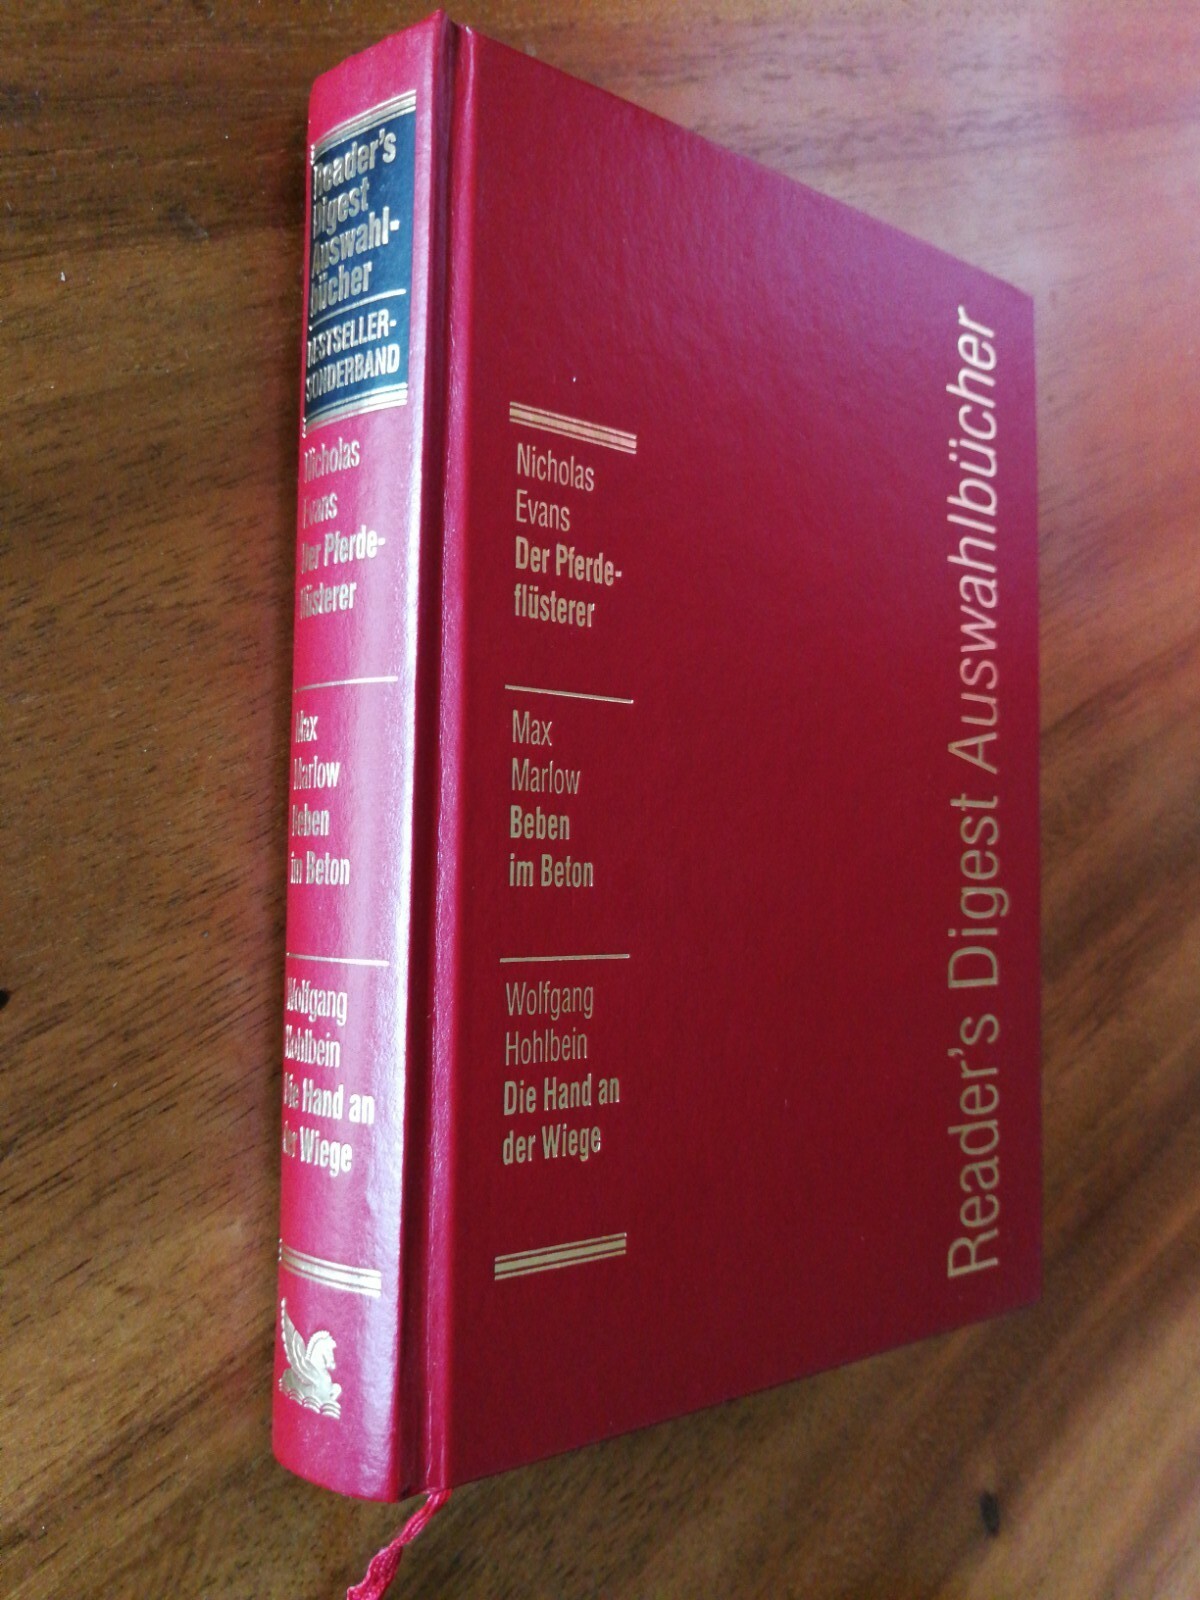 Reader's
Digest
Auswahl-
bücher
BESTSELLER-
SONDERBAND
Nicholas
Evans
Der Pferde-
flüsterer
Max
Marlow
Beben
im Beton
Wolfgang
Hohlbein
Die Hand an
der Wiege
Nicholas
Evans
Der Pferde-
flüsterer
Max
Marlow
Beben
im Beton
Wolfgang
Hohlbein
Die Hand an
der Wiege
Reader's Digest Auswahlbücher